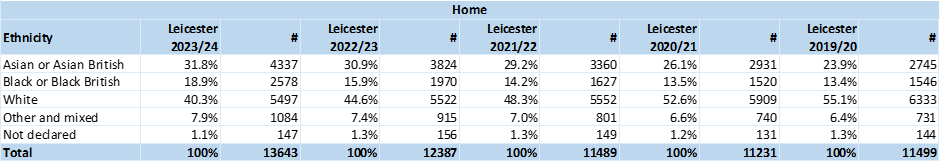 Home
Ethnicity Leicester 2023/24 # Leicester 2022/23 # Leicester 2021/22 # Leicester 2020/21 # Leicester 2019/20 #
Asian or Asian British 31.8% 4337 30.9% 3824 29.2% 3360 26.1% 2931 23.9% 2745
Black or Black British 18.9% 2578 15.9% 1970 14.2% 1627 13.5% 1520 13.4% 1546
White 40.3% 5497 44.6% 5522 48.3% 5552 52.6% 5909 55.1% 6333
Other and mixed 7.9% 1084 7.4% 915 7.0% 801 6.6% 740 6.4% 731
Not declared 1.1% 147 1.3% 156 1.3% 149 1.2% 131 1.3% 144
Total 100% 13643 100% 12387 100% 11489 100% 11231 100% 11499